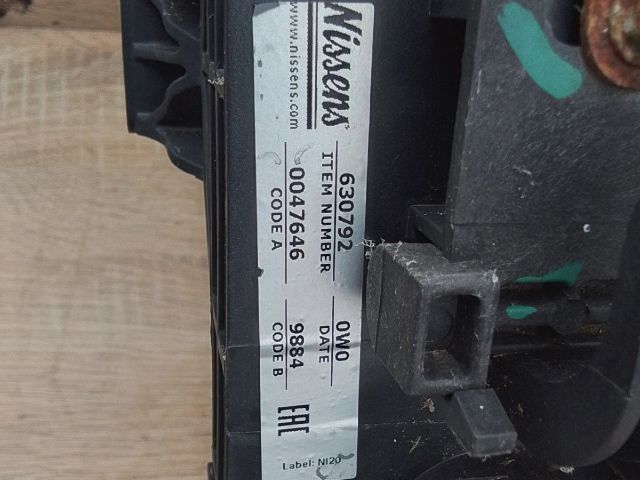 Nissens®
www.nissens.com
630792
ITEM NUMBER
0W0
DATE
0047646
CODE A
9884
CODE B
EAC
Label: NI20